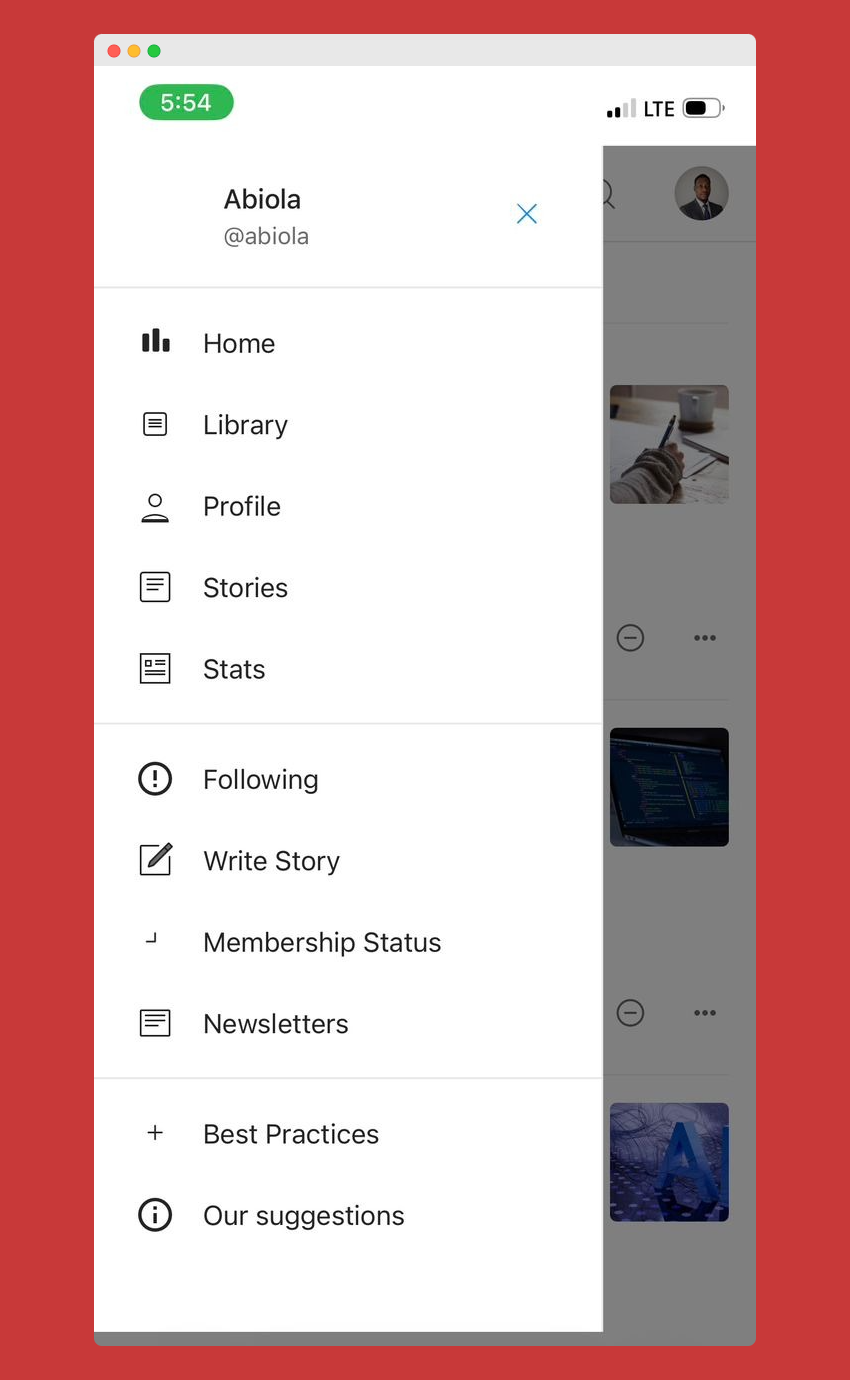 5:54
LTE
Abiola
@abiola
Home
Library
Profile
Stories
Stats
Following
Write Story
Membership Status
Newsletters
Best Practices
Our suggestions
AI